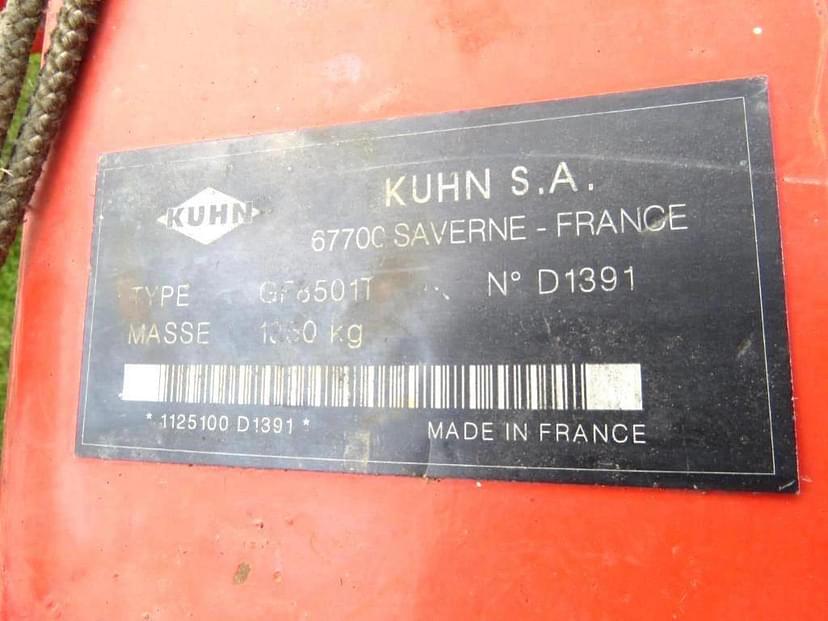 KUHN
KUHN S.A.
67700 SAVERNE - FRANCE
TYPE GF8501T N° D1391
MASSE kg
* 1125100 D1391 *
MADE IN FRANCE